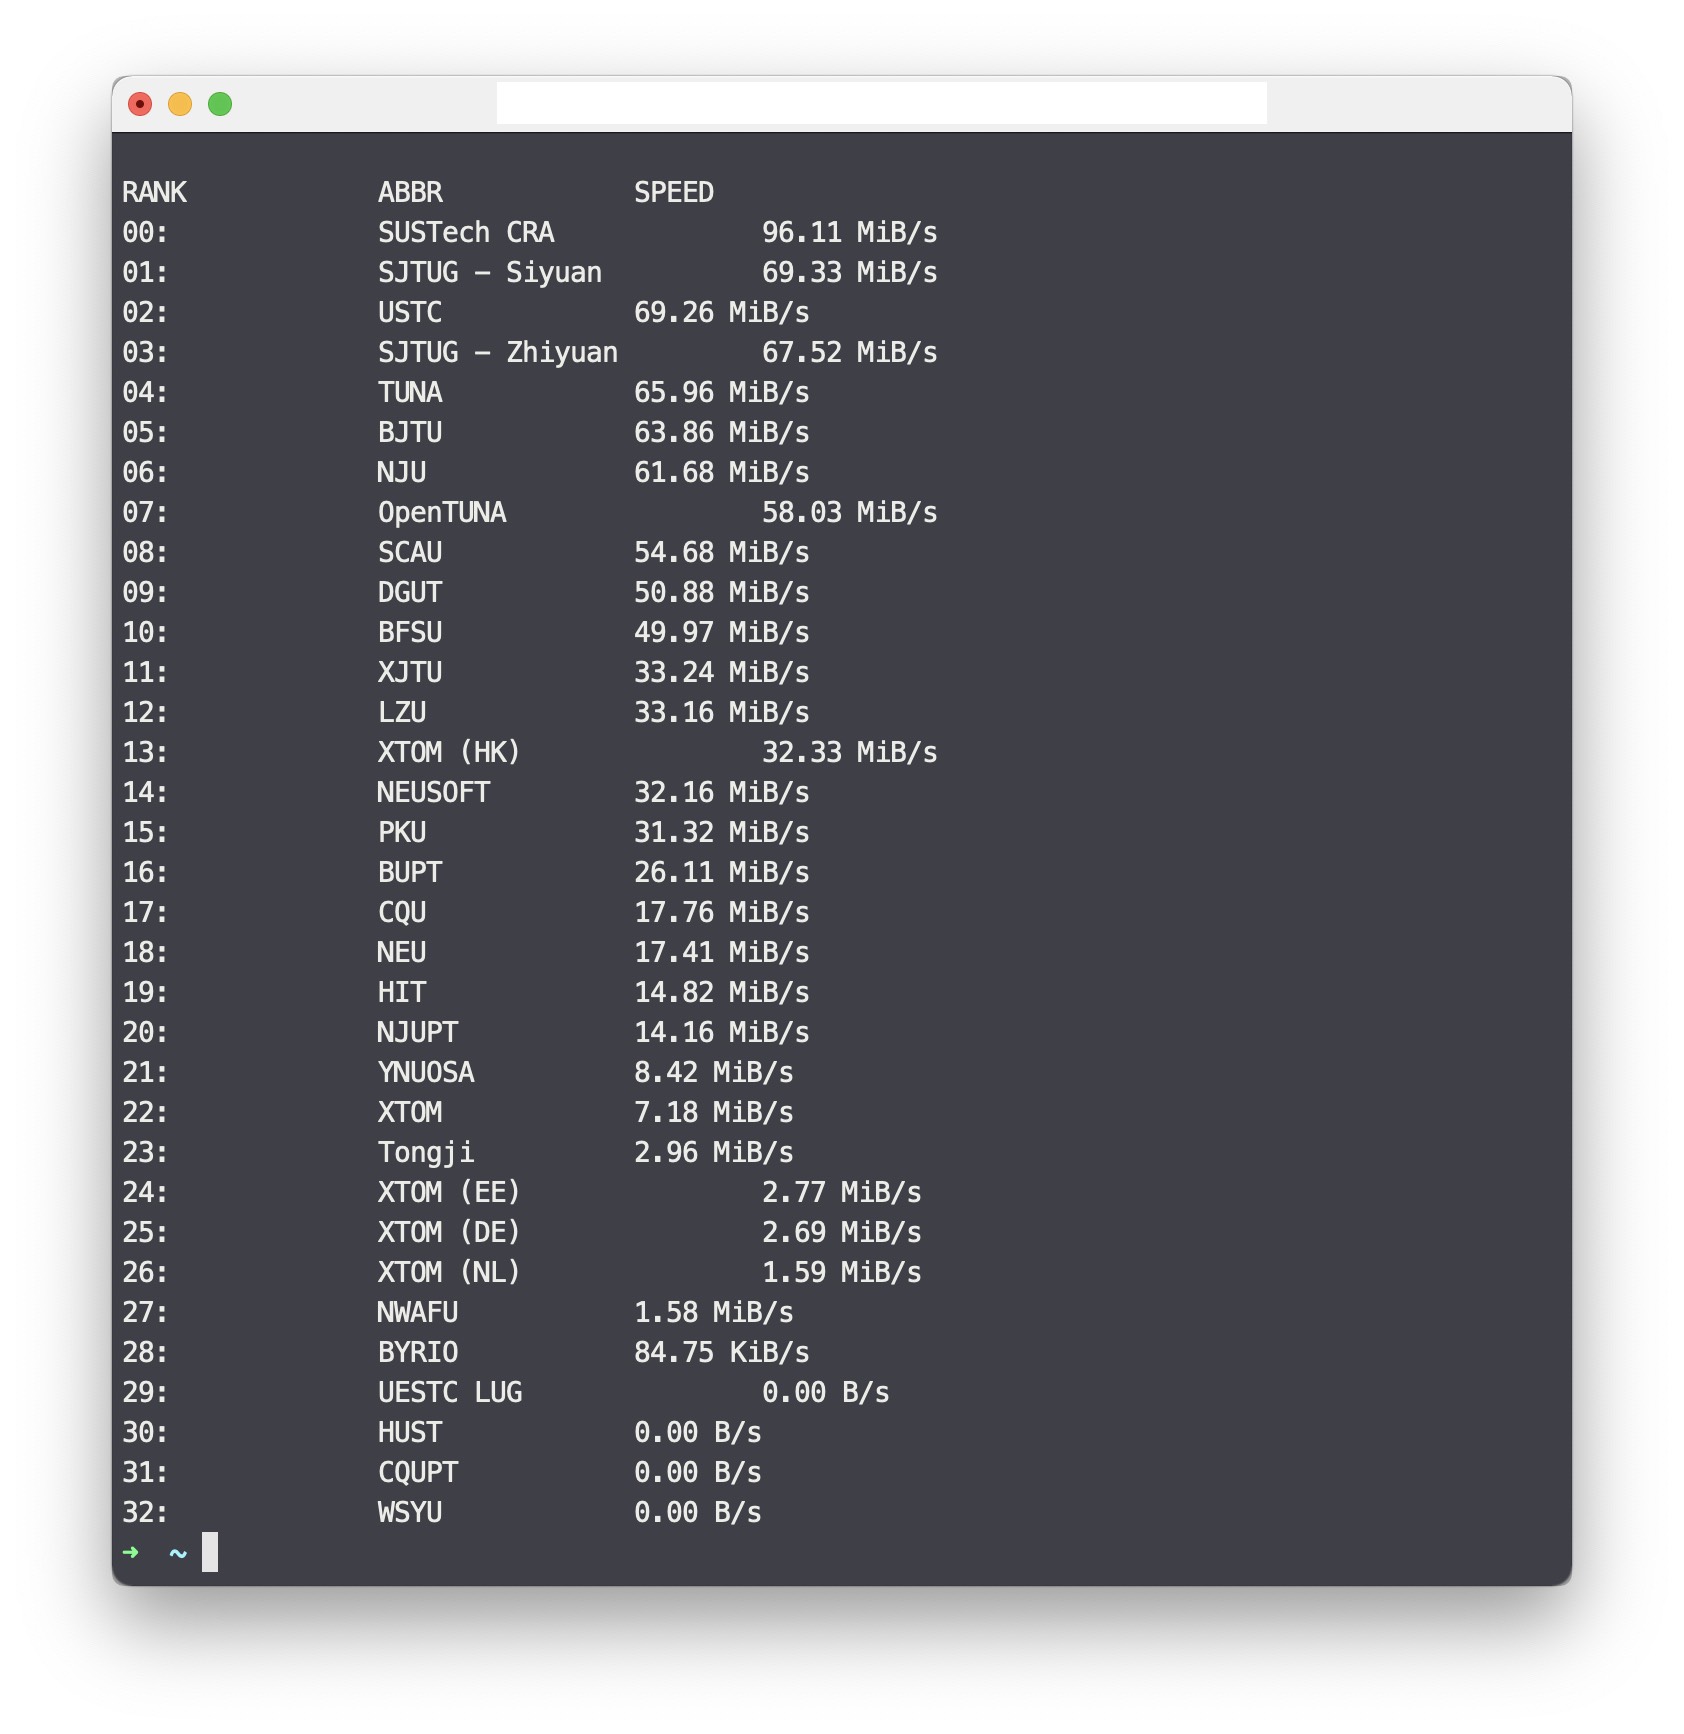 RANK ABBR SPEED
00: SUSTech CRA 96.11 MiB/s
01: SJTUG – Siyuan 69.33 MiB/s
02: USTC 69.26 MiB/s
03: SJTUG – Zhiyuan 67.52 MiB/s
04: TUNA 65.96 MiB/s
05: BJTU 63.86 MiB/s
06: NJU 61.68 MiB/s
07: OpenTUNA 58.03 MiB/s
08: SCAU 54.68 MiB/s
09: DGUT 50.88 MiB/s
10: BFSU 49.97 MiB/s
11: XJTU 33.24 MiB/s
12: LZU 33.16 MiB/s
13: XTOM (HK) 32.33 MiB/s
14: NEUSOFT 32.16 MiB/s
15: PKU 31.32 MiB/s
16: BUPT 26.11 MiB/s
17: CQU 17.76 MiB/s
18: NEU 17.41 MiB/s
19: HIT 14.82 MiB/s
20: NJUPT 14.16 MiB/s
21: YNUOSA 8.42 MiB/s
22: XTOM 7.18 MiB/s
23: Tongji 2.96 MiB/s
24: XTOM (EE) 2.77 MiB/s
25: XTOM (DE) 2.69 MiB/s
26: XTOM (NL) 1.59 MiB/s
27: NWAFU 1.58 MiB/s
28: BYRIO 84.75 KiB/s
29: UESTC LUG 0.00 B/s
30: HUST 0.00 B/s
31: CQUPT 0.00 B/s
32: WSYU 0.00 B/s
➜ ~